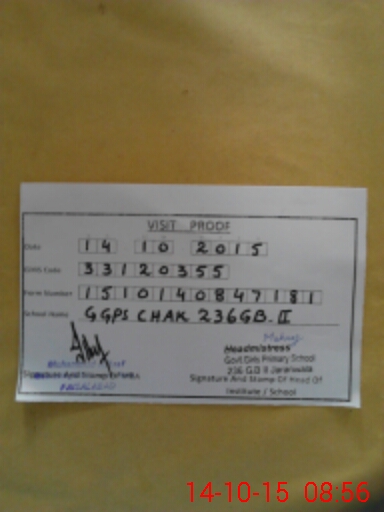 VISIT PROOF
Date 14 10 2015
Emis Code 33120355
Form Number 1510140847181
School Name GGPS CHAK 236GB-II
Headmistress
Govt Girls Primary School
236 G.B II Jaranwala
Signature And Stamp Of MEA
Signature And Stamp Of Head Of
Institute / School
14-10-15 08:56